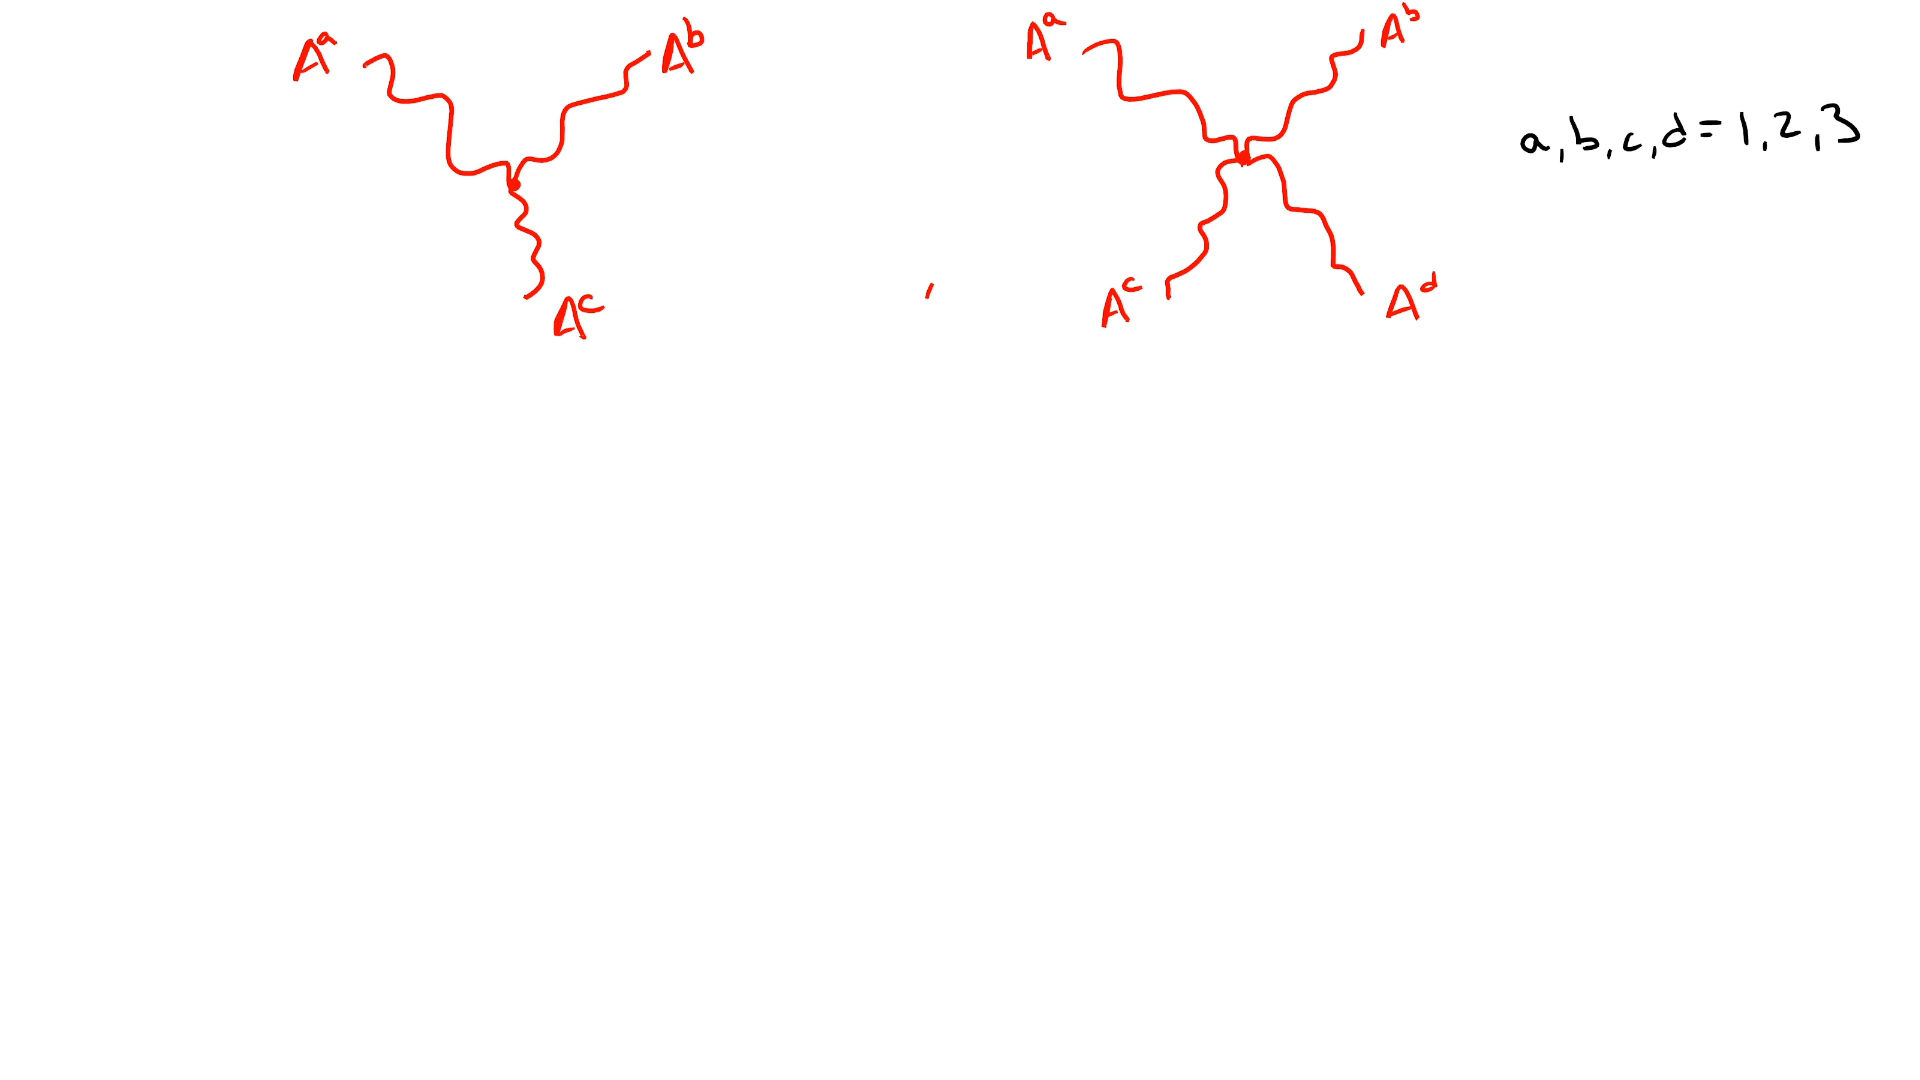 A^a A^b A^a A^b
a, b, c, d = 1, 2, 3
A^c , A^c A^d